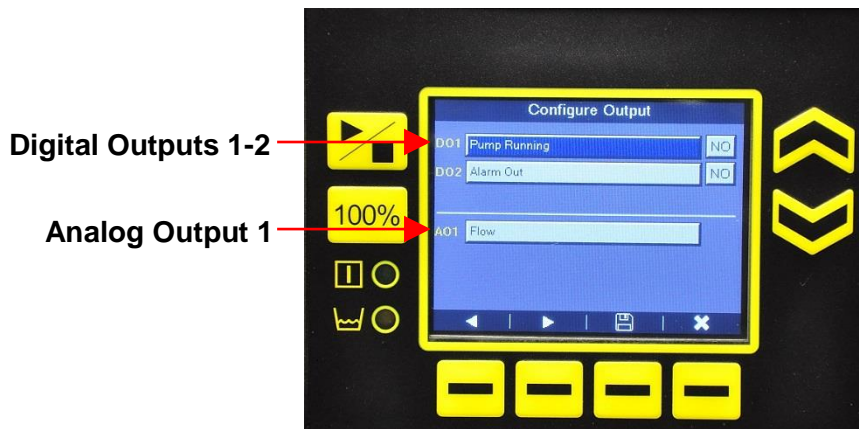 Configure Output
Digital Outputs 1-2
DO1 Pump Running NO
DO2 Alarm Out NO
100%
Analog Output 1
AO1 Flow